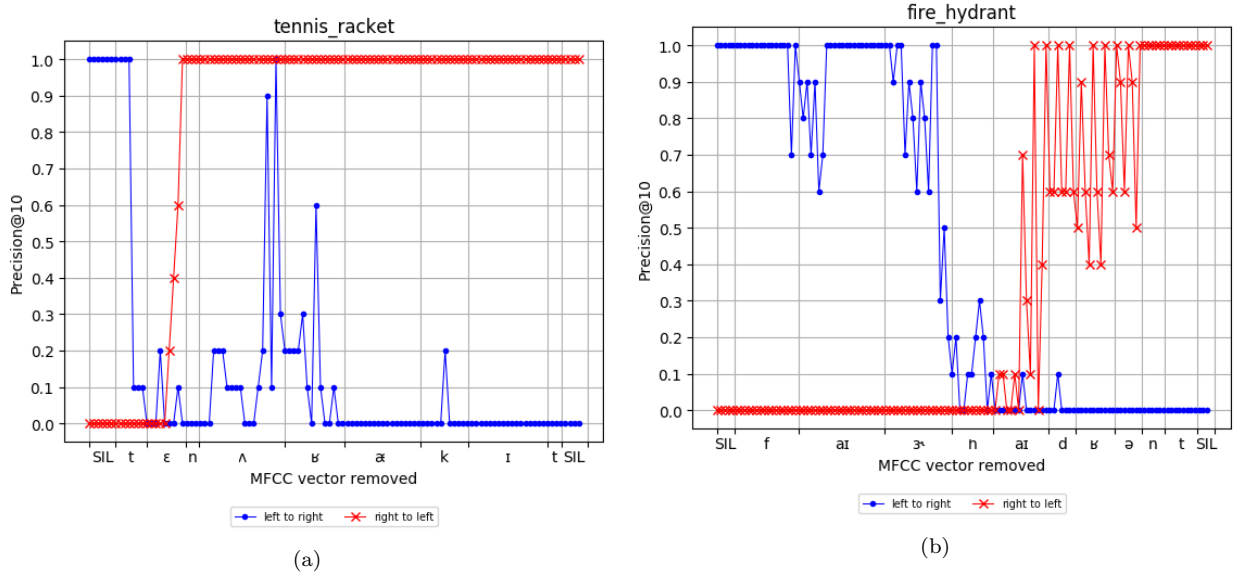 tennis_racket
Precision@10
1.0
0.9
0.8
0.7
0.6
0.5
0.4
0.3
0.2
0.1
0.0
SIL t ɛ n ʌ ʁ æ k ɪ t SIL
MFCC vector removed
left to right right to left
(a)
fire_hydrant
Precision@10
1.0
0.9
0.8
0.7
0.6
0.5
0.4
0.3
0.2
0.1
0.0
SIL f aɪ ɝ h aɪ d ʁ ə n t SIL
MFCC vector removed
left to right right to left
(b)